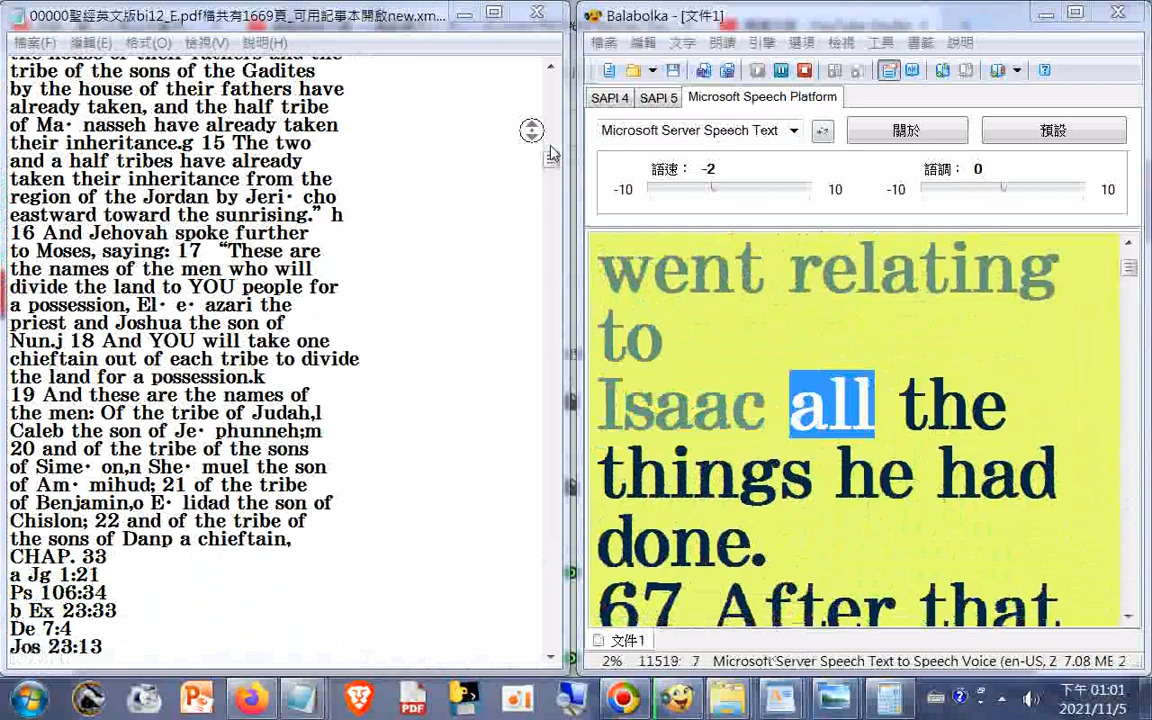 00000聖經英文版bi12_E.pdf檔共有1669頁_可用記事本開啟new.xm...
檔案(F) 編輯(E) 格式(O) 檢視(V) 說明(H)
the house of their fathers and the
tribe of the sons of the Gadites
by the house of their fathers have
already taken, and the half tribe
of Ma· nasseh have already taken
their inheritance.g 15 The two
and a half tribes have already
taken their inheritance from the
region of the Jordan by Jeri· cho
eastward toward the sunrising.” h
16 And Jehovah spoke further
to Moses, saying: 17 “These are
the names of the men who will
divide the land to YOU people for
a possession, El· e· azari the
priest and Joshua the son of
Nun.j 18 And YOU will take one
chieftain out of each tribe to divide
the land for a possession.k
19 And these are the names of
the men: Of the tribe of Judah,l
Caleb the son of Je· phunneh;m
20 and of the tribe of the sons
of Sime· on,n She· muel the son
of Am· mihud; 21 of the tribe
of Benjamin,o E· lidad the son of
Chislon; 22 and of the tribe of
the sons of Danp a chieftain,
CHAP. 33
a Jg 1:21
Ps 106:34
b Ex 23:33
De 7:4
Jos 23:13
Balabolka - [文件1]
檔案 編輯 文字 朗讀 引擎 選項 檢視 工具 書籤 說明
SAPI 4 SAPI 5 Microsoft Speech Platform
Microsoft Server Speech Text 關於 預設
語速： -2 語調： 0
-10 10 -10 10
went relating
to
Isaac all the
things he had
done.
67 After that
文件1
2% 11519: 7 Microsoft Server Speech Text to Speech Voice (en-US, Z 7.08 MB 2
下午 01:01
2021/11/5